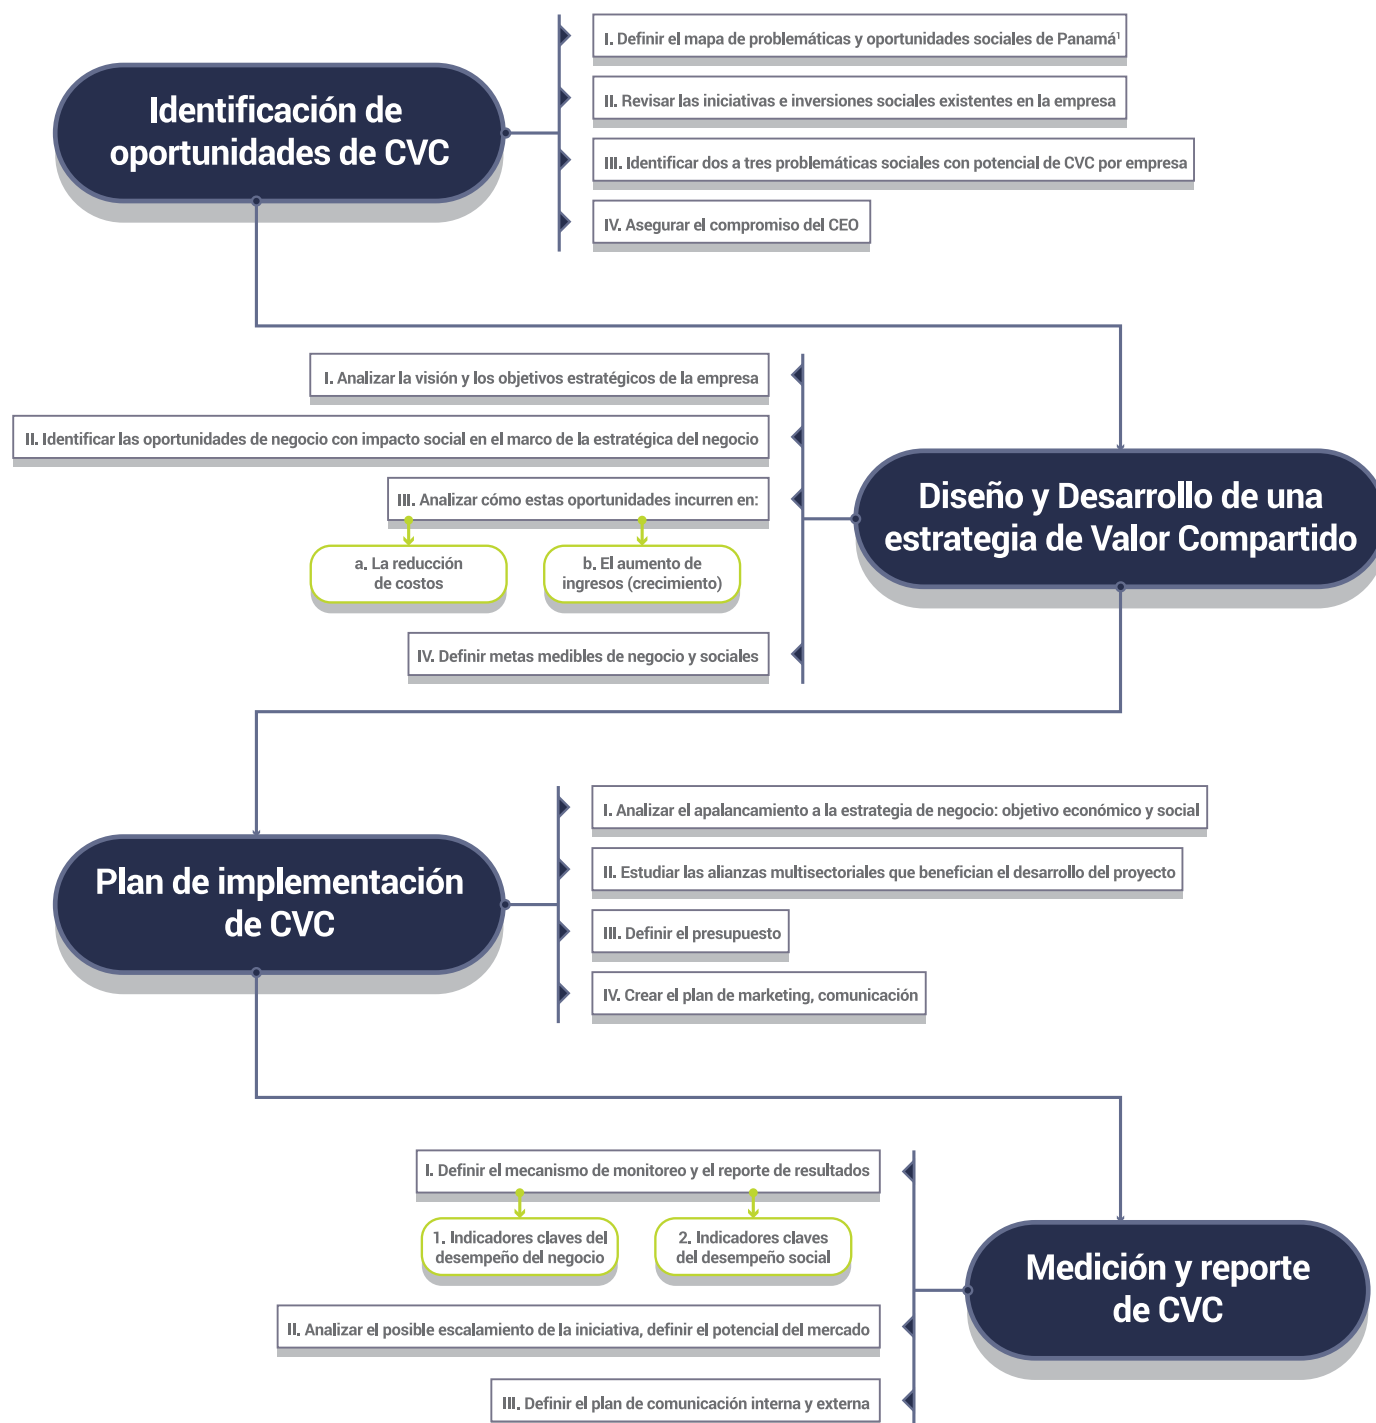 Identificación de
oportunidades de CVC
I. Definir el mapa de problemáticas y oportunidades sociales de Panamá¹
II. Revisar las iniciativas e inversiones sociales existentes en la empresa
III. Identificar dos a tres problemáticas sociales con potencial de CVC por empresa
IV. Asegurar el compromiso del CEO
Diseño y Desarrollo de una
estrategia de Valor Compartido
I. Analizar la visión y los objetivos estratégicos de la empresa
II. Identificar las oportunidades de negocio con impacto social en el marco de la estratégica del negocio
III. Analizar cómo estas oportunidades incurren en:
a. La reducción
de costos
b. El aumento de
ingresos (crecimiento)
IV. Definir metas medibles de negocio y sociales
Plan de implementación
de CVC
I. Analizar el apalancamiento a la estrategia de negocio: objetivo económico y social
II. Estudiar las alianzas multisectoriales que benefician el desarrollo del proyecto
III. Definir el presupuesto
IV. Crear el plan de marketing, comunicación
Medición y reporte
de CVC
I. Definir el mecanismo de monitoreo y el reporte de resultados
1. Indicadores claves del
desempeño del negocio
2. Indicadores claves
del desempeño social
II. Analizar el posible escalamiento de la iniciativa, definir el potencial del mercado
III. Definir el plan de comunicación interna y externa